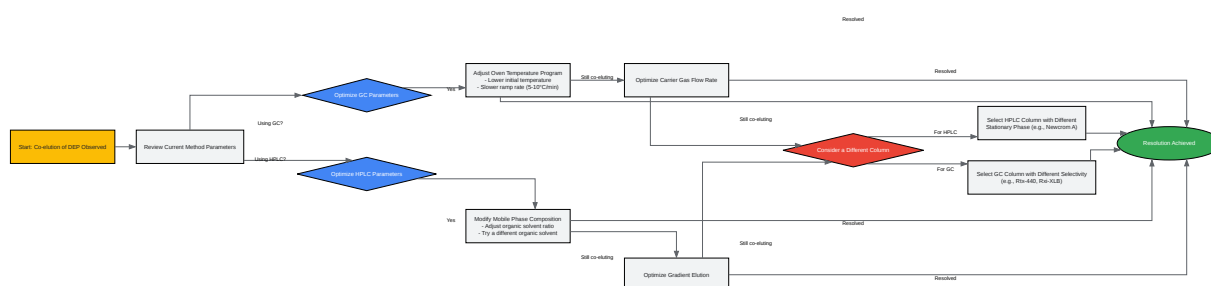 Resolved
Adjust Oven Temperature Program
- Lower initial temperature
- Slower ramp rate (5-10°C/min)
Still co-eluting
Optimize Carrier Gas Flow Rate
Resolved
Optimize GC Parameters
Yes
Using GC?
Still co-eluting
Select HPLC Column with Different
Stationary Phase (e.g., Newcrom A)
For HPLC
Start: Co-elution of DEP Observed
Review Current Method Parameters
Consider a Different Column
Resolution Achieved
Using HPLC?
Optimize HPLC Parameters
For GC
Select GC Column with Different Selectivity
(e.g., Rtx-440, Rxi-XLB)
Yes
Modify Mobile Phase Composition
- Adjust organic solvent ratio
- Try a different organic solvent
Resolved
Still co-eluting
Still co-eluting
Optimize Gradient Elution
Resolved